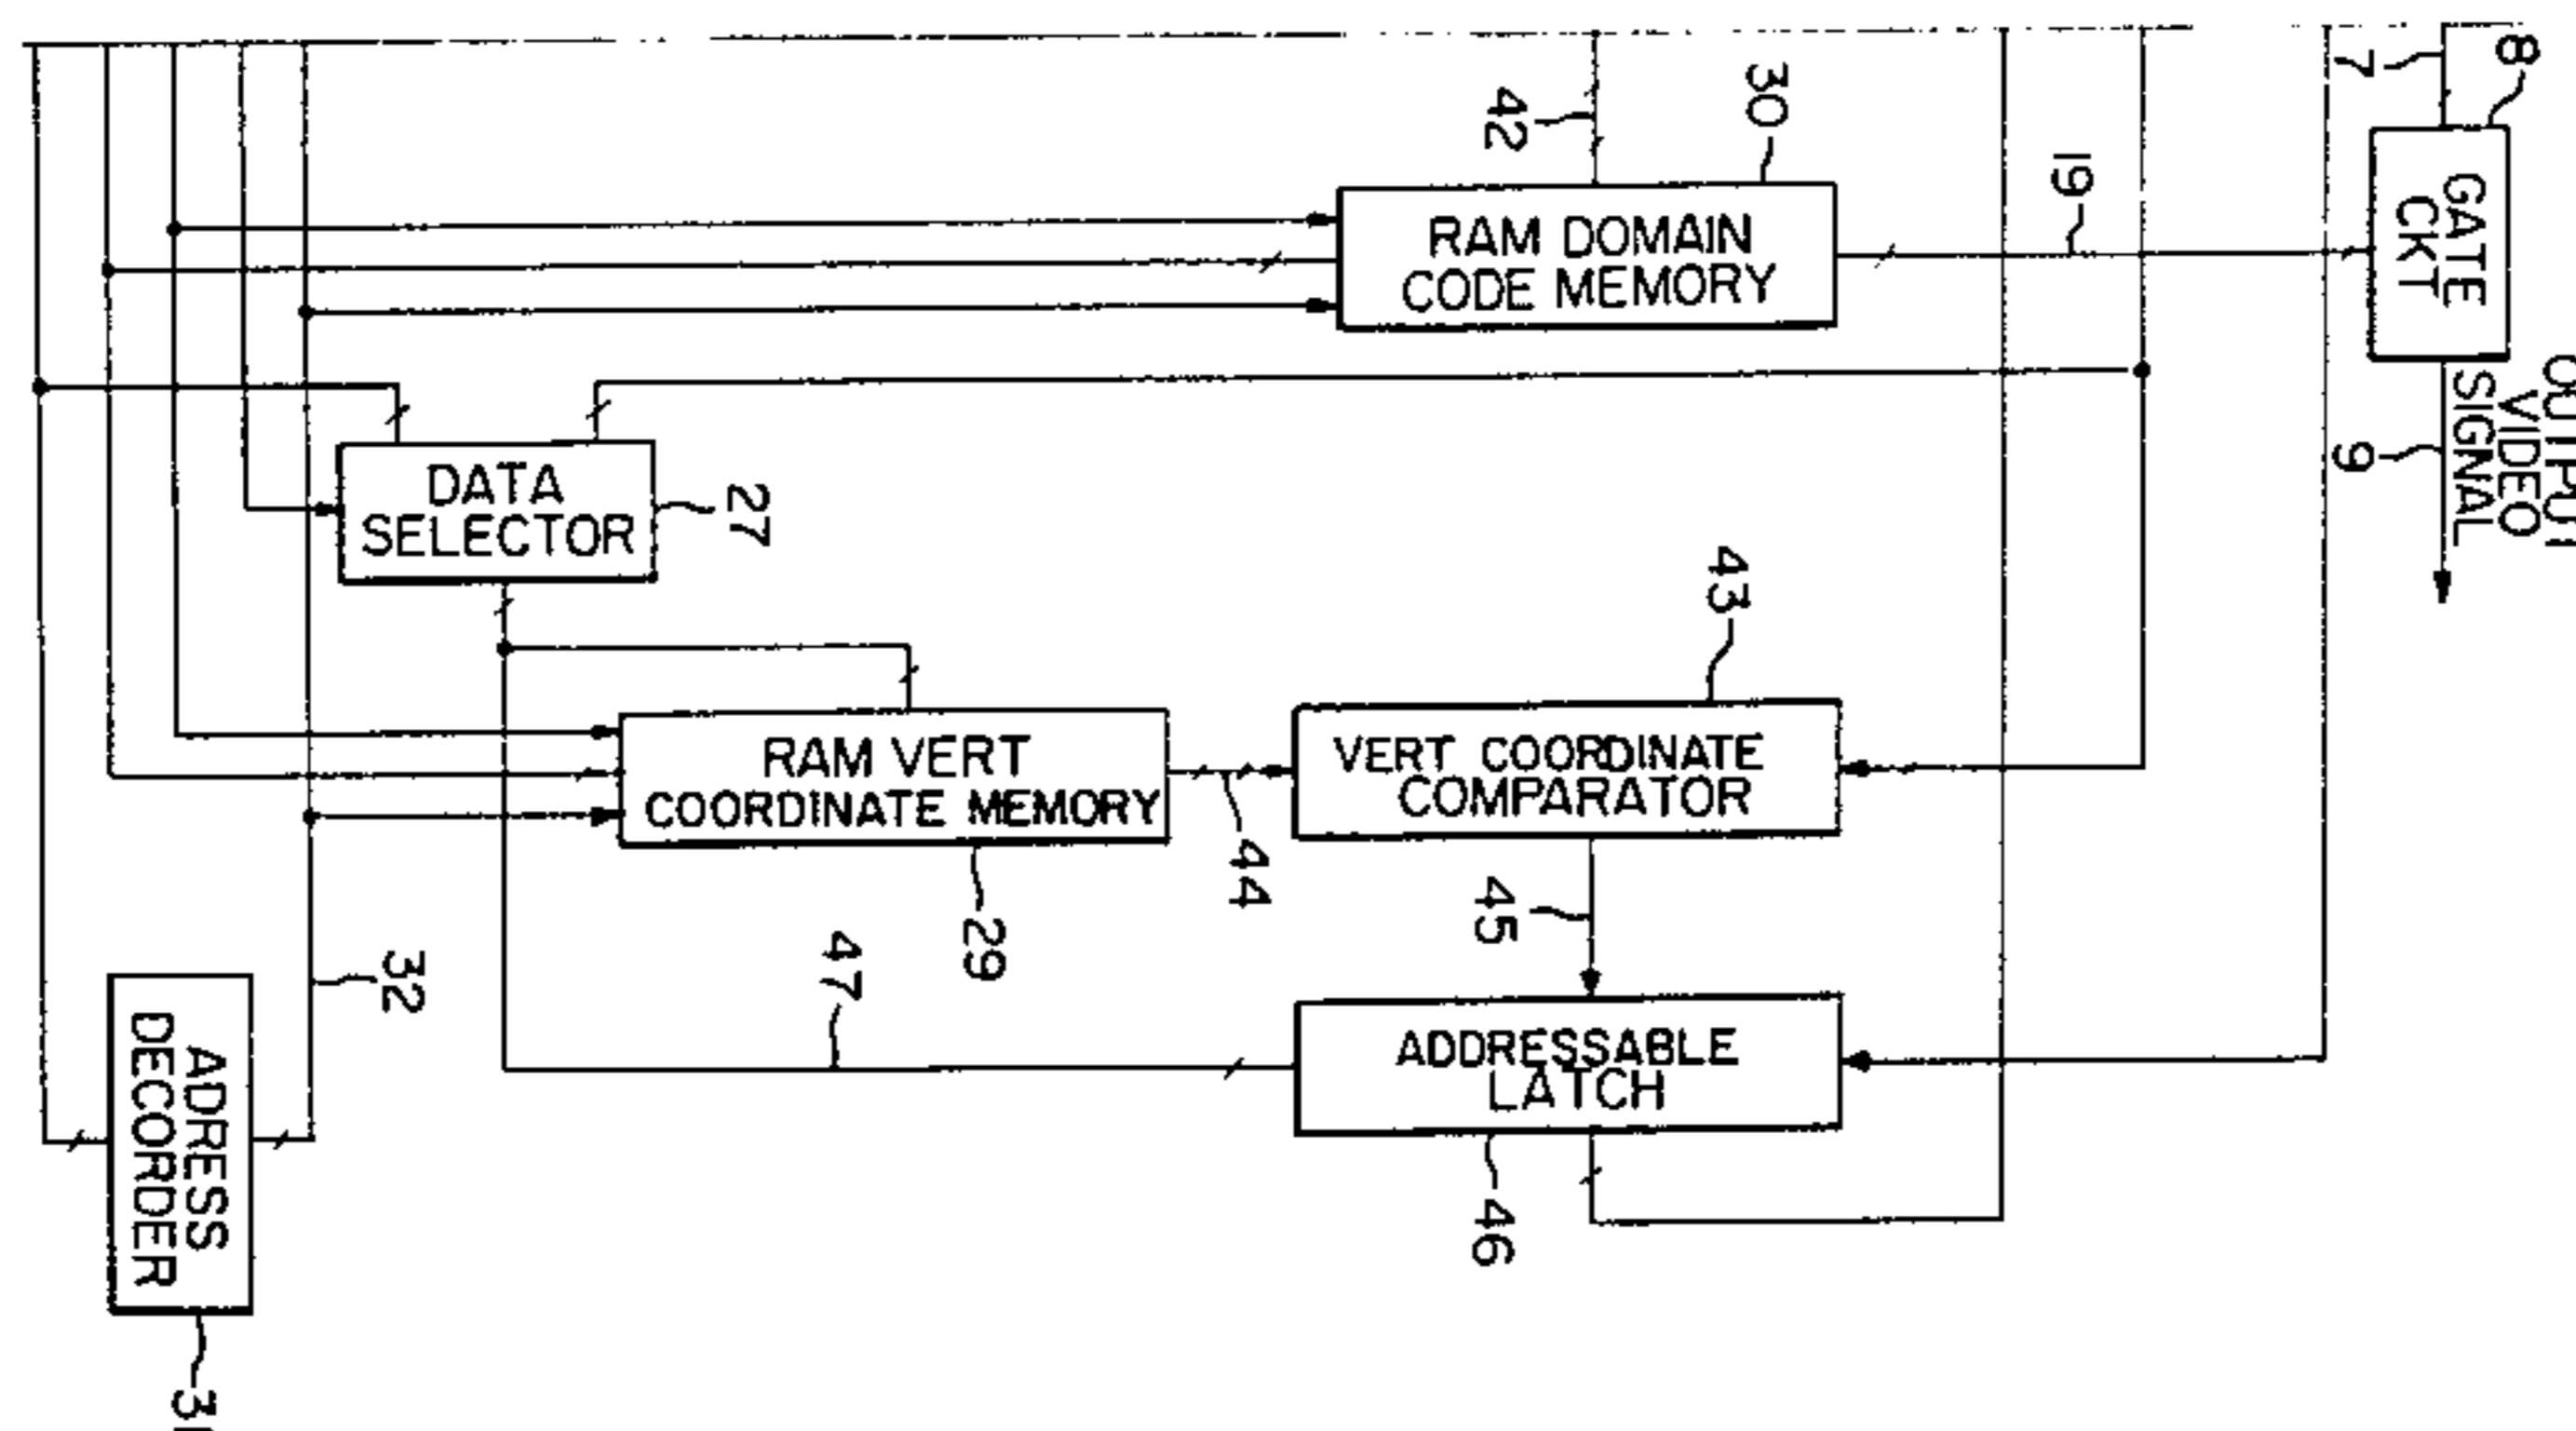 7
8
GATE
CKT
OUTPUT
VIDEO
SIGNAL
9
42
30
19
RAM DOMAIN
CODE MEMORY
DATA
SELECTOR
27
43
RAM VERT
COORDINATE MEMORY
44
VERT COORDINATE
COMPARATOR
29
45
47
32
ADDRESSABLE
LATCH
46
ADRESS
DECORDER
31